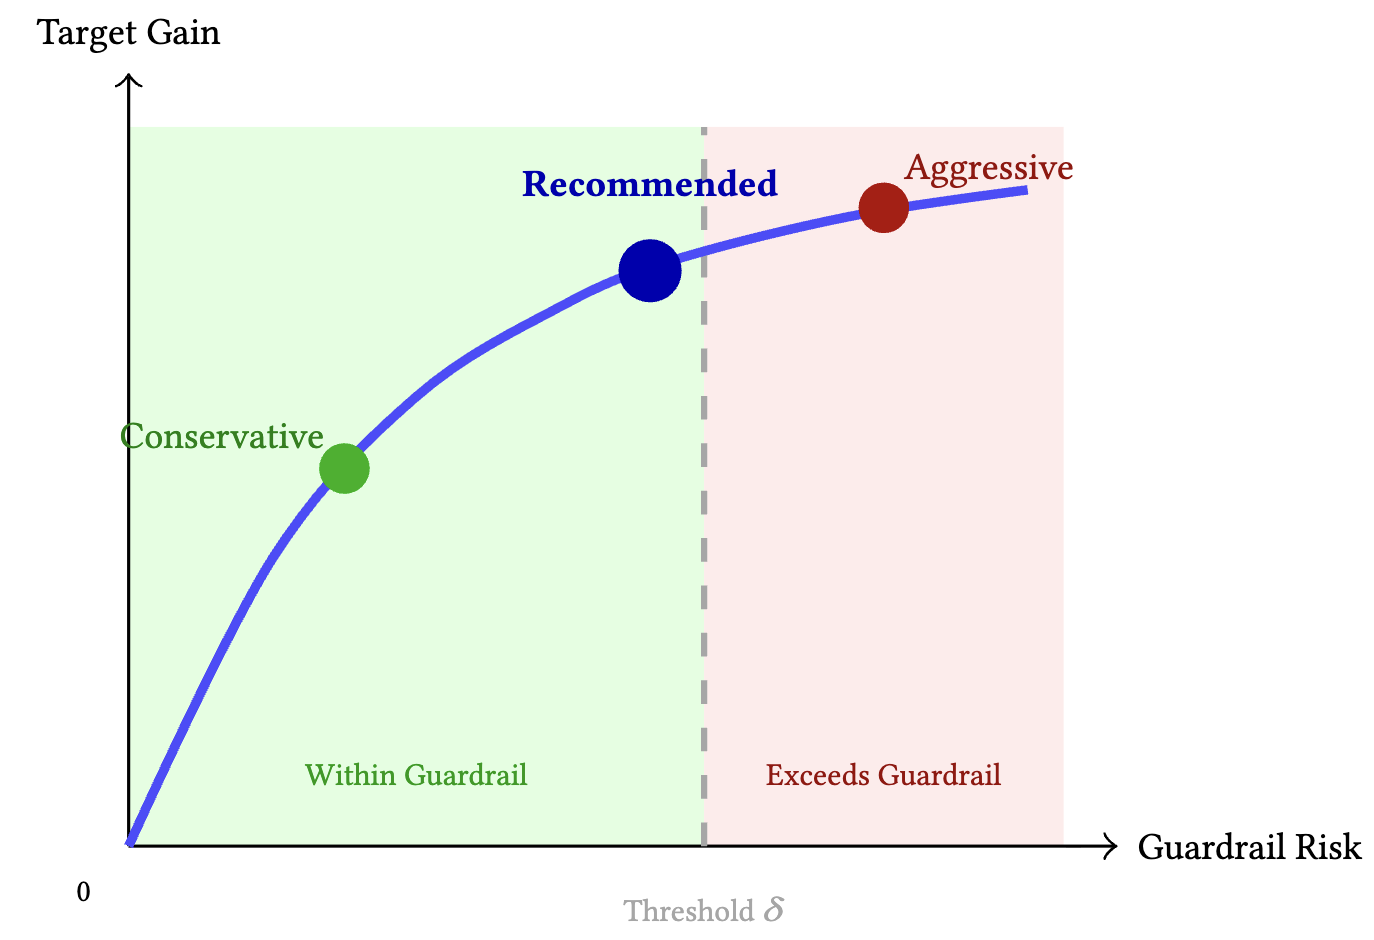 Target Gain
Aggressive
Recommended
Conservative
Within Guardrail
Exceeds Guardrail
Guardrail Risk
0
Threshold δ